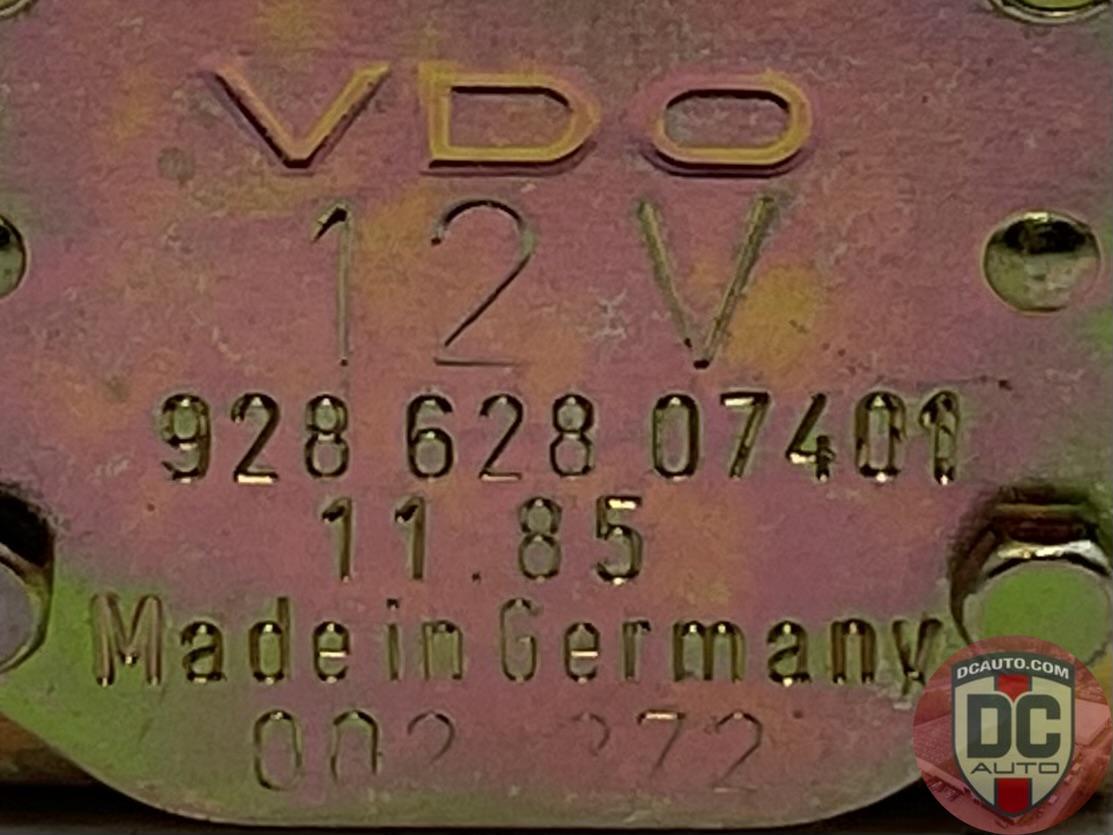 VDO
12V
928 628 07401
11.85
Made in Germany
DCAUTO.COM
DC
AUTO